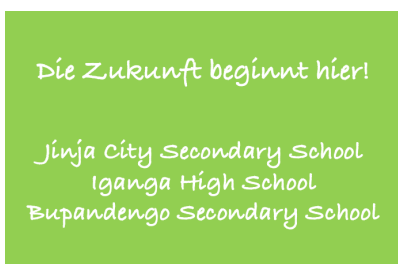 Die Zukunft beginnt hier!
Jinja City Secondary School
Iganga High School
Bupandengo Secondary School